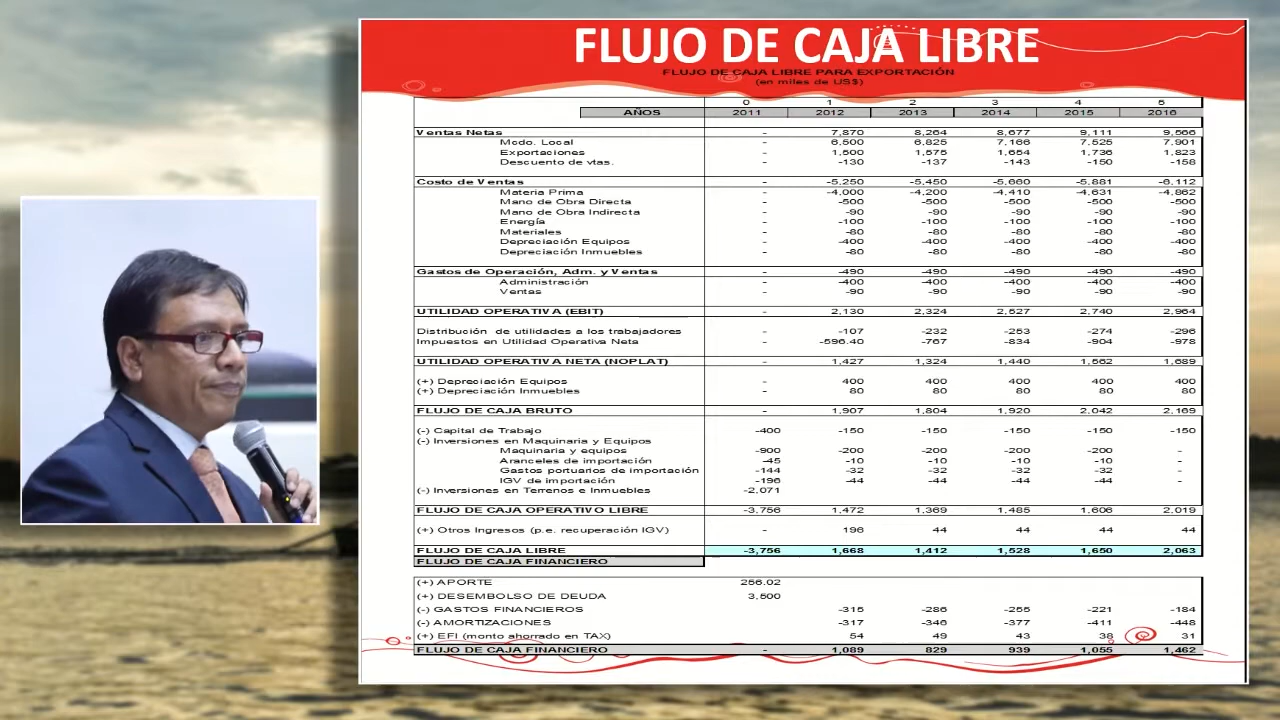 FLUJO DE CAJA LIBRE
FLUJO DE CAJA LIBRE PARA EXPORTACIÓN
(en miles de US$)
0 1 2 3 4 5
AÑOS 2011 2012 2013 2014 2015 2016
Ventas Netas - 7,870 8,264 8,677 9,111 9,566
Mcdo. Local - 6,500 6,825 7,166 7,525 7,901
Exportaciones - 1,500 1,575 1,654 1,736 1,823
Descuento de vtas. - -130 -137 -143 -150 -158
Costo de Ventas - -5,250 -5,450 -5,660 -5,881 -6,112
Materia Prima - -4,000 -4,200 -4,410 -4,631 -4,862
Mano de Obra Directa - -500 -500 -500 -500 -500
Mano de Obra Indirecta - -90 -90 -90 -90 -90
Energía - -100 -100 -100 -100 -100
Materiales - -80 -80 -80 -80 -80
Depreciación Equipos - -400 -400 -400 -400 -400
Depreciación Inmuebles - -80 -80 -80 -80 -80
Gastos de Operación, Adm. y Ventas - -490 -490 -490 -490 -490
Administración - -400 -400 -400 -400 -400
Ventas - -90 -90 -90 -90 -90
UTILIDAD OPERATIVA (EBIT) - 2,130 2,324 2,527 2,740 2,964
Distribución de utilidades a los trabajadores - -107 -232 -253 -274 -296
Impuestos en Utilidad Operativa Neta - -596.40 -767 -834 -904 -978
UTILIDAD OPERATIVA NETA (NOPLAT) - 1,427 1,324 1,440 1,562 1,689
(+) Depreciación Equipos - 400 400 400 400 400
(+) Depreciación Inmuebles - 80 80 80 80 80
FLUJO DE CAJA BRUTO - 1,907 1,804 1,920 2,042 2,169
(-) Capital de Trabajo -400 -150 -150 -150 -150 -150
(-) Inversiones en Maquinaria y Equipos
Maquinaria y equipos -900 -200 -200 -200 -200 -
Aranceles de importación -45 -10 -10 -10 -10 -
Gastos portuarios de importación -144 -32 -32 -32 -32 -
IGV de importación -196 -44 -44 -44 -44 -
(-) Inversiones en Terrenos e Inmuebles -2,071
FLUJO DE CAJA OPERATIVO LIBRE -3,756 1,472 1,369 1,485 1,606 2,019
(+) Otros Ingresos (p.e. recuperación IGV) - 196 44 44 44 44
FLUJO DE CAJA LIBRE -3,756 1,668 1,412 1,528 1,650 2,063
FLUJO DE CAJA FINANCIERO
(+) APORTE 256.02
(+) DESEMBOLSO DE DEUDA 3,500
(-) GASTOS FINANCIEROS -315 -286 -255 -221 -184
(-) AMORTIZACIONES -317 -346 -377 -411 -448
(+) EFI (monto ahorrado en TAX) 54 49 43 38 31
FLUJO DE CAJA FINANCIERO - 1,089 829 939 1,055 1,462